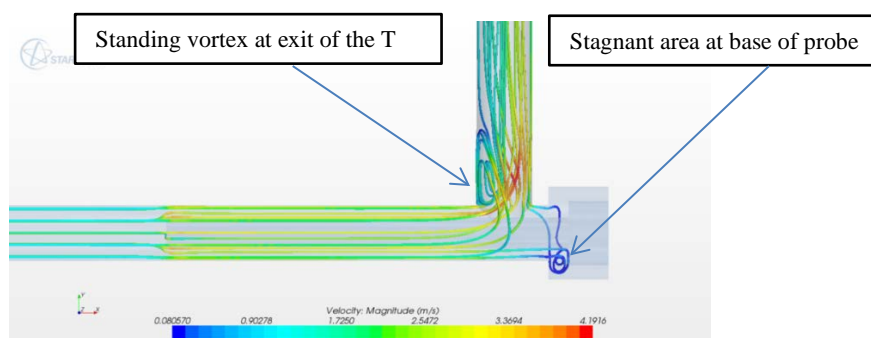 Standing vortex at exit of the T
Stagnant area at base of probe
STAR
Y
Z X
Velocity: Magnitude (m/s)
0.080570 0.90278 1.7250 2.5472 3.3694 4.1916